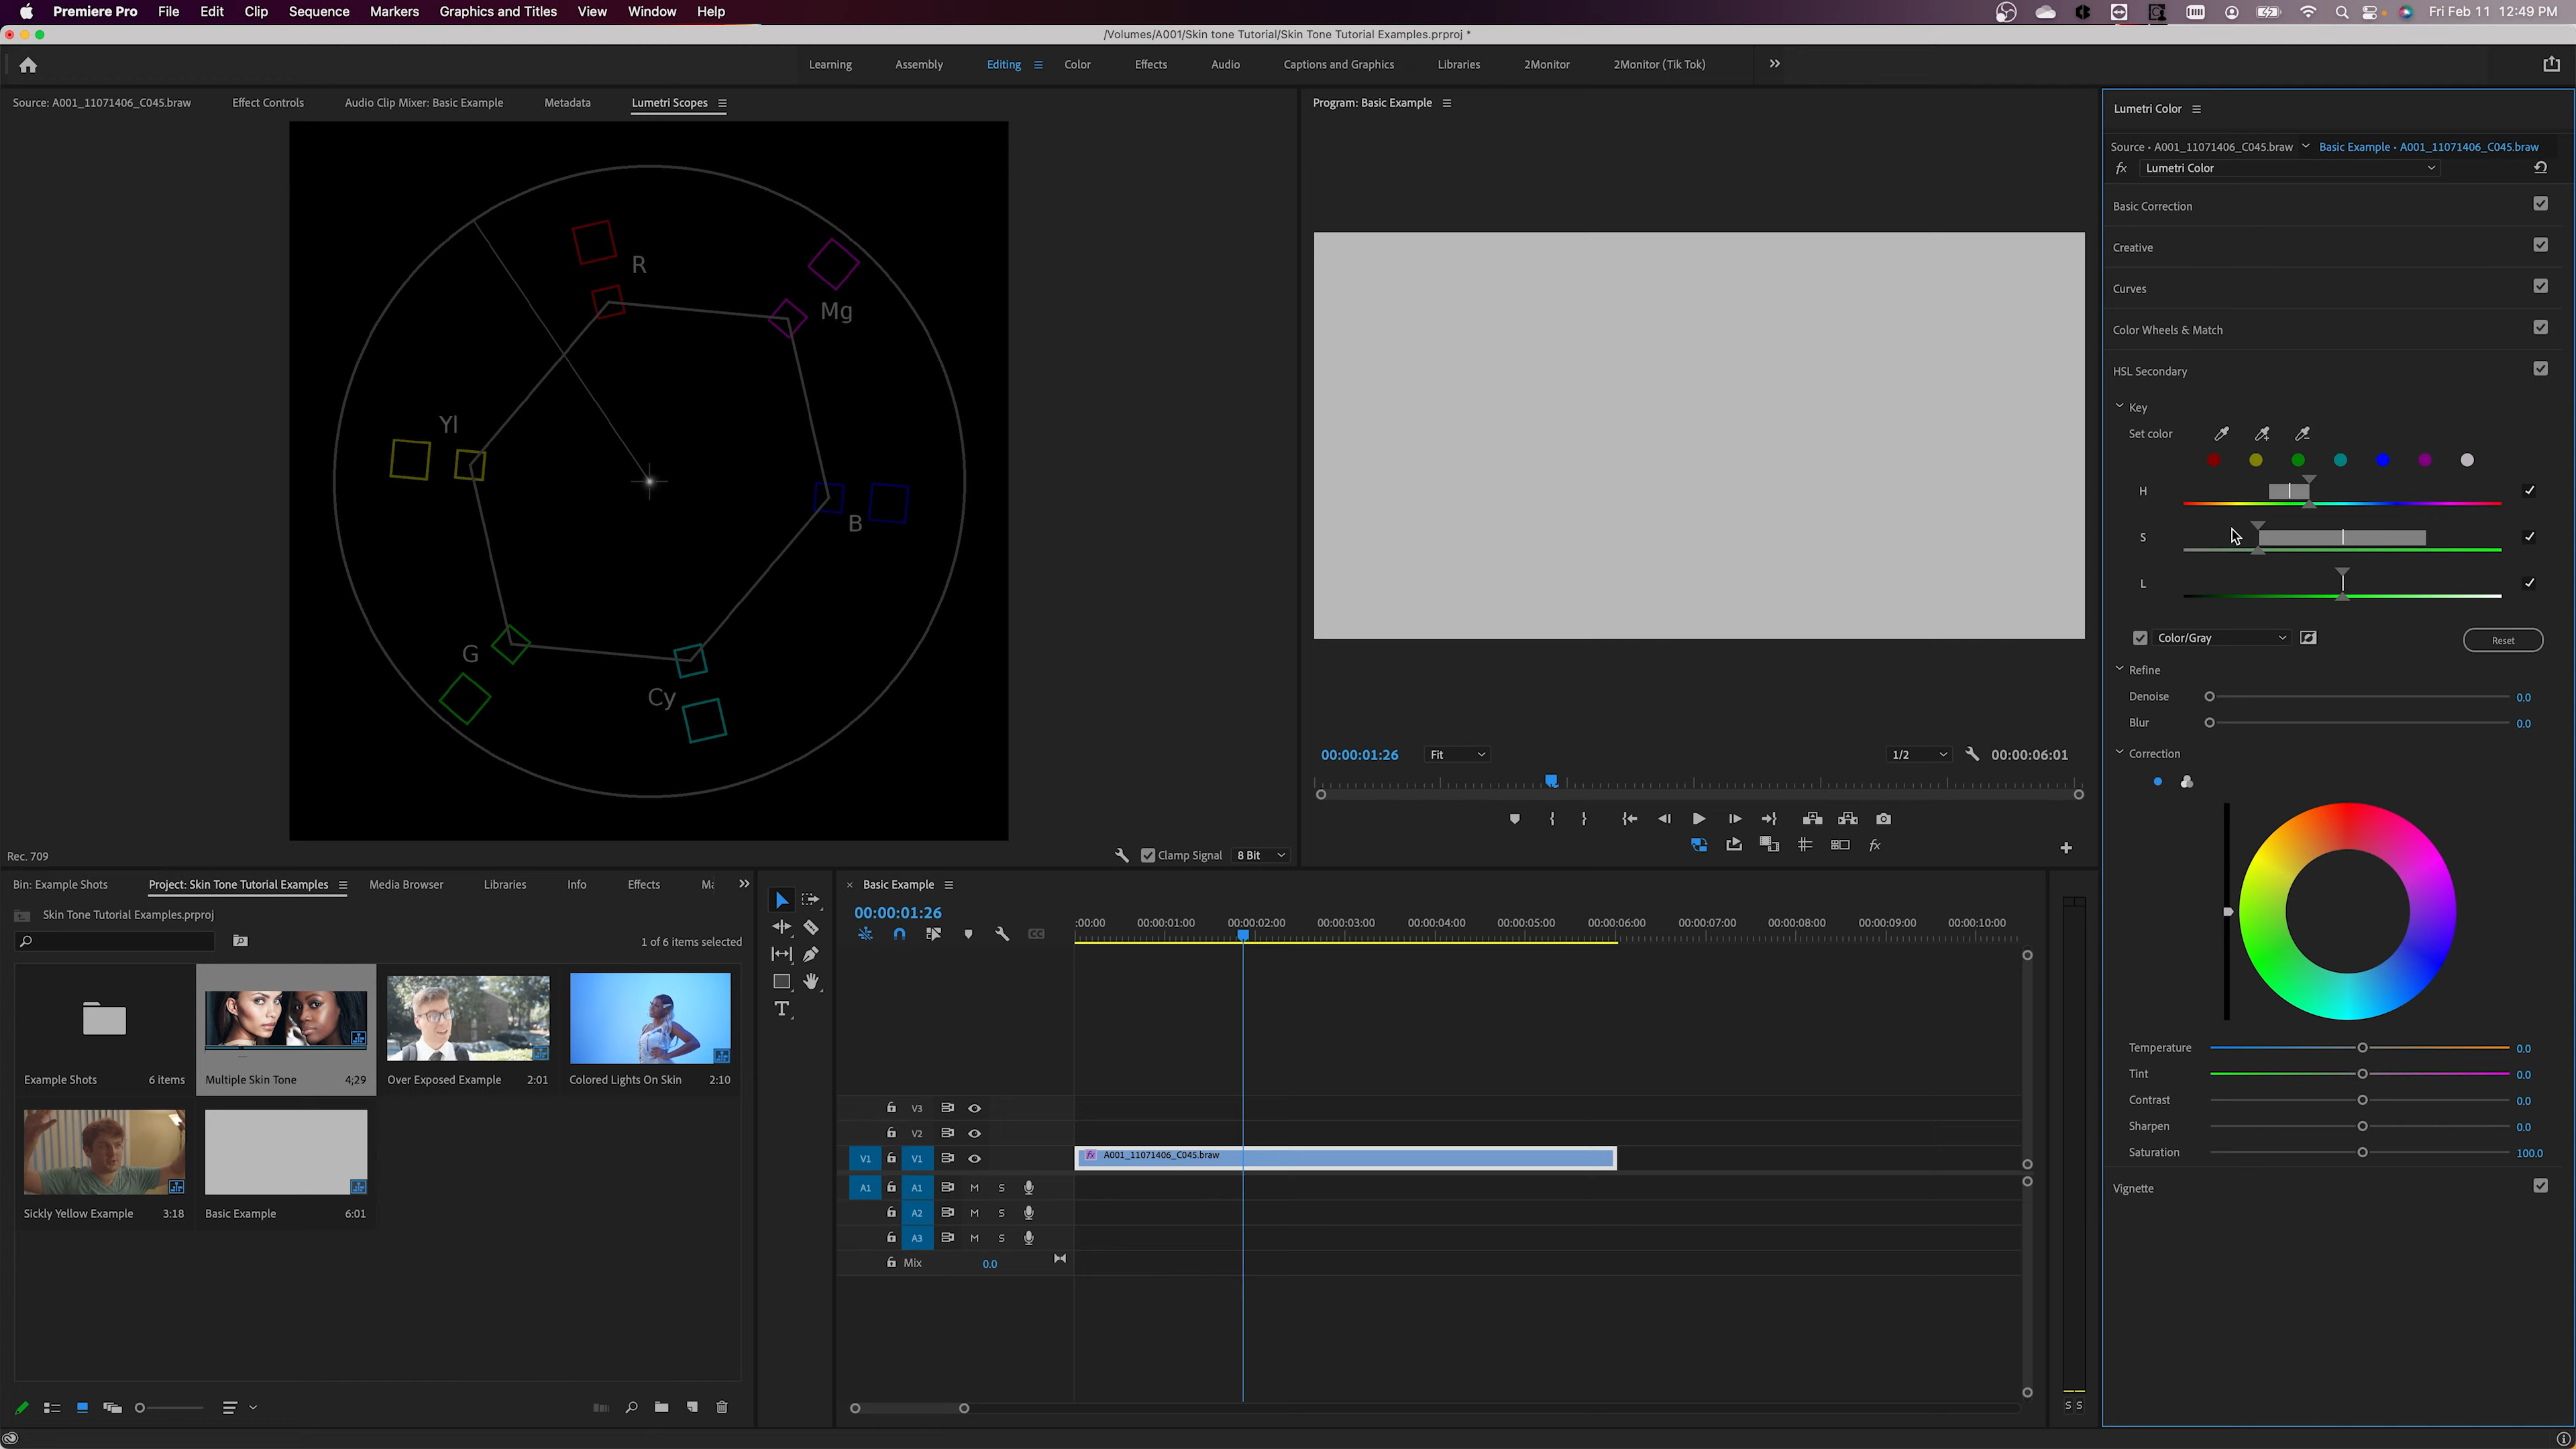 Premiere Pro File Edit Clip Sequence Markers Graphics and Titles View Window Help Fri Feb 11 12:49 PM
/Volumes/A001/Skin tone Tutorial/Skin Tone Tutorial Examples.prproj *
Learning Assembly Editing Color Effects Audio Captions and Graphics Libraries 2Monitor 2Monitor (Tik Tok)
Source: A001_11071406_C045.braw Effect Controls Audio Clip Mixer: Basic Example Metadata Lumetri Scopes
R
Mg
Yl
B
G
Cy
Rec. 709 Clamp Signal 8 Bit
Program: Basic Example
00:00:01:26 Fit 1/2 00:00:06:01
Lumetri Color
Source • A001_11071406_C045.braw Basic Example • A001_11071406_C045.braw
fx Lumetri Color
Basic Correction
Creative
Curves
Color Wheels & Match
HSL Secondary
Key
Set color
H
S
L
Color/Gray Reset
Refine
Denoise 0.0
Blur 0.0
Correction
Temperature 0.0
Tint 0.0
Contrast 0.0
Sharpen 0.0
Saturation 100.0
Vignette
Bin: Example Shots Project: Skin Tone Tutorial Examples Media Browser Libraries Info Effects Ma
Skin Tone Tutorial Examples.prproj
1 of 6 items selected
Example Shots 6 items Multiple Skin Tone 4;29 Over Exposed Example 2:01 Colored Lights On Skin 2:10
Sickly Yellow Example 3:18 Basic Example 6:01
× Basic Example
00:00:01:26
:00:00 00:00:01:00 00:00:02:00 00:00:03:00 00:00:04:00 00:00:05:00 00:00:06:00 00:00:07:00 00:00:08:00 00:00:09:00 00:00:10:00
V3
V2
V1 V1 fx A001_11071406_C045.braw
A1 A1 M S
A2 M S
A3 M S
Mix 0.0
S S